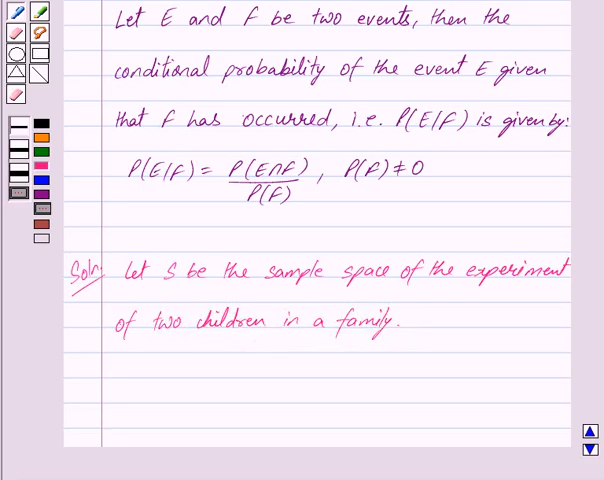 Let E and F be two events, then the
conditional probability of the event E given
that F has occurred, i.e. P(E/F) is given by:
P(E/F) = P(E∩F)/P(F), P(F) ≠ 0
Soln: Let S be the sample space of the experiment
of two children in a family.